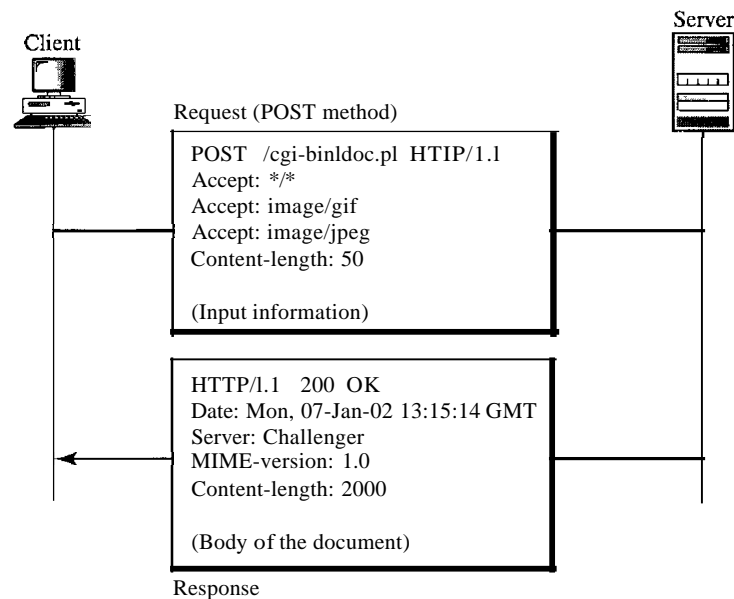 Server
Client
Request (POST method)
POST /cgi-binldoc.pl HTIP/1.l
Accept: */*
Accept: image/gif
Accept: image/jpeg
Content-length: 50
(Input information)
HTTP/l.1 200 OK
Date: Mon, 07-Jan-02 13:15:14 GMT
Server: Challenger
MIME-version: 1.0
Content-length: 2000
(Body of the document)
Response